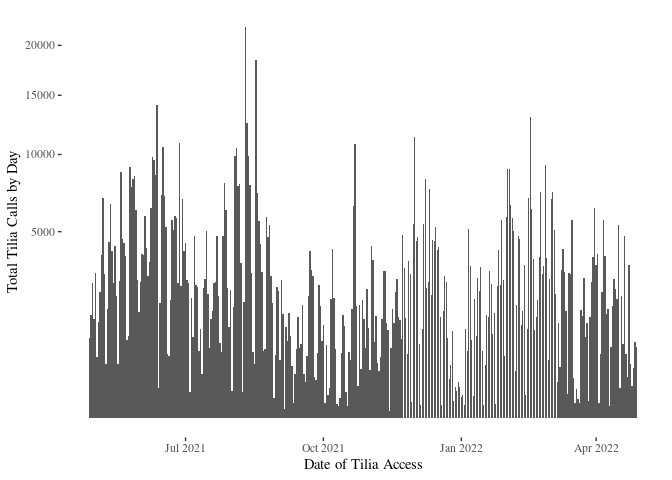 20000
15000
10000
5000
Total Tilia Calls by Day
Jul 2021
Oct 2021
Jan 2022
Apr 2022
Date of Tilia Access